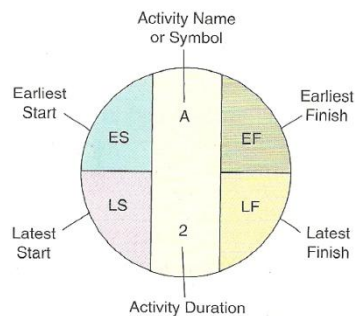 Activity Name
or Symbol
Earliest
Start
Earliest
Finish
A
ES
EF
LS
LF
2
Latest
Start
Latest
Finish
Activity Duration